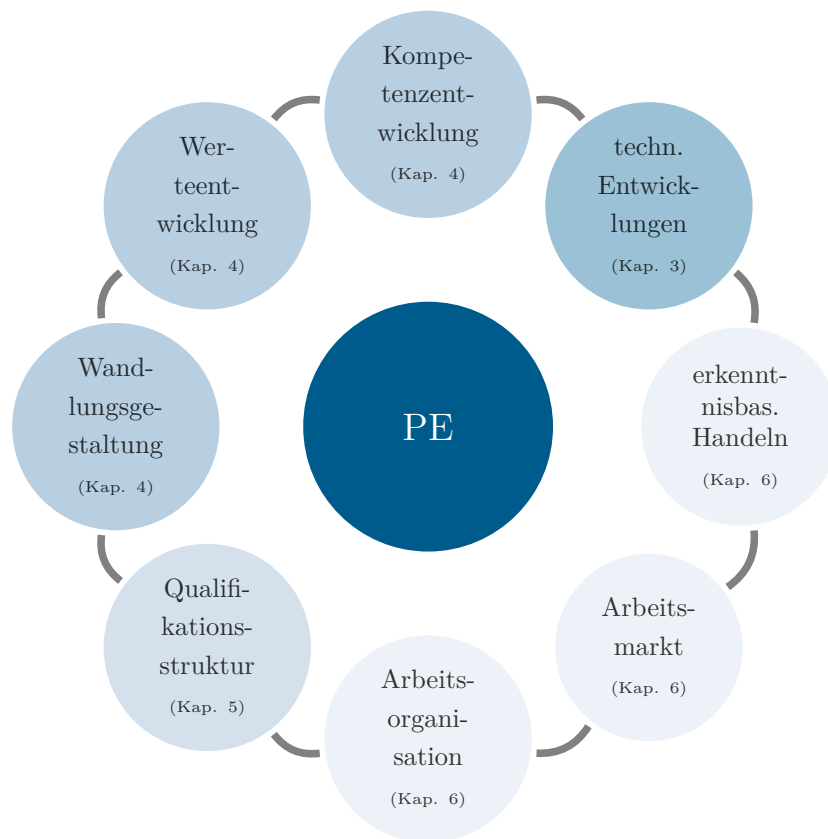 Kompe-
tenzent-
wicklung
(Kap. 4)
techn.
Entwick-
lungen
(Kap. 3)
erkennt-
nisbas.
Handeln
(Kap. 6)
Arbeits-
markt
(Kap. 6)
Arbeits-
organi-
sation
(Kap. 6)
Qualifi-
kations-
struktur
(Kap. 5)
Wand-
lungsge-
staltung
(Kap. 4)
Wer-
teent-
wicklung
(Kap. 4)
PE